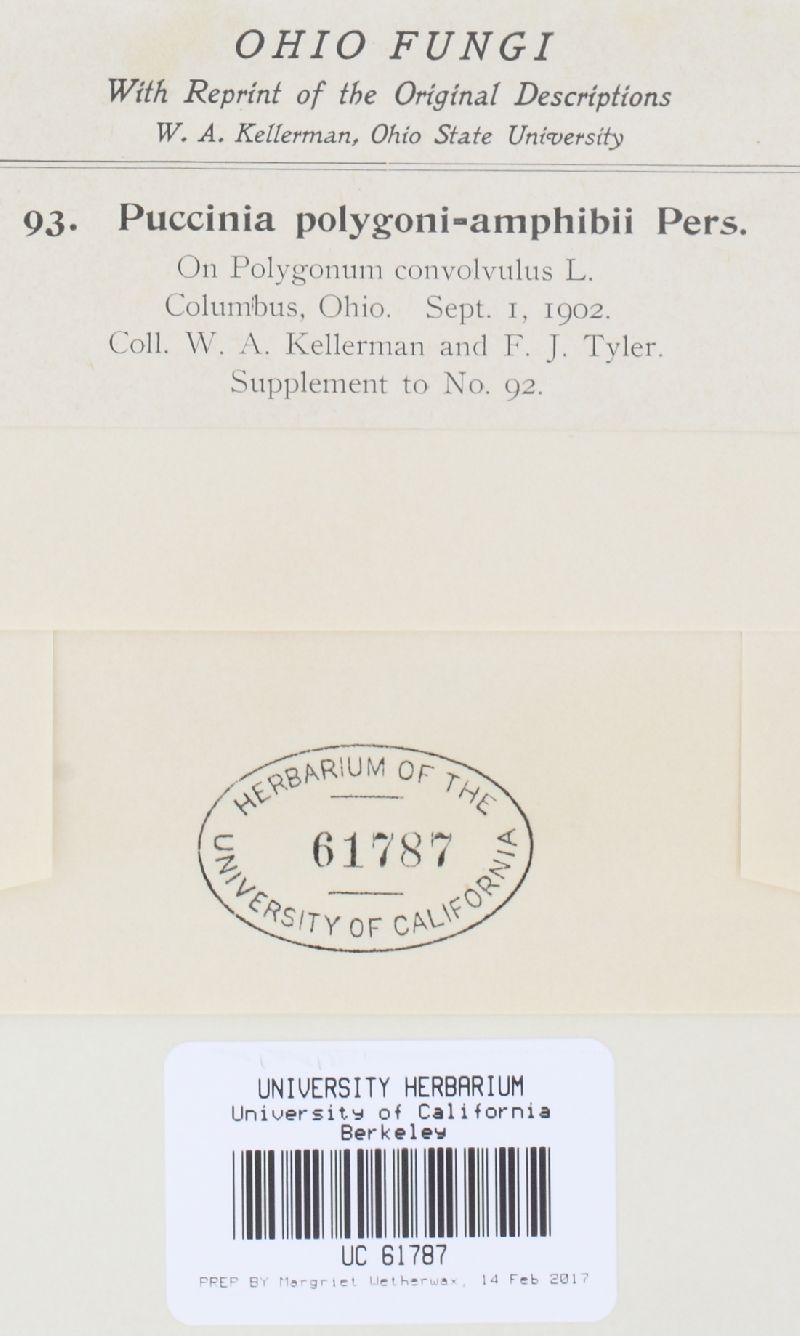 OHIO FUNGI
With Reprint of the Original Descriptions
W. A. Kellerman, Ohio State University
93. Puccinia polygoni-amphibii Pers.
On Polygonum convolvulus L.
Columbus, Ohio. Sept. 1, 1902.
Coll. W. A. Kellerman and F. J. Tyler.
Supplement to No. 92.
HERBARIUM OF THE
61787
UNIVERSITY OF CALIFORNIA
UNIVERSITY HERBARIUM
University of California
Berkeley
UC 61787
PREP BY Margriet Wetherwax, 14 Feb 2017